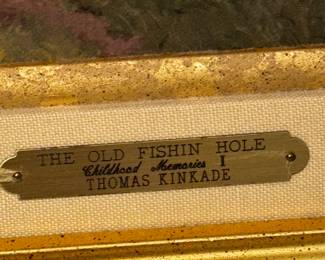 THE OLD FISHIN HOLE
Childhood Memories I
THOMAS KINKADE